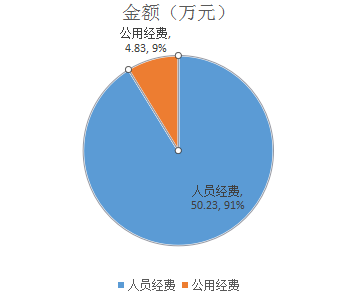 金额（万元）
公用经费,
4.83, 9%
人员经费,
50.23, 91%
人员经费 公用经费